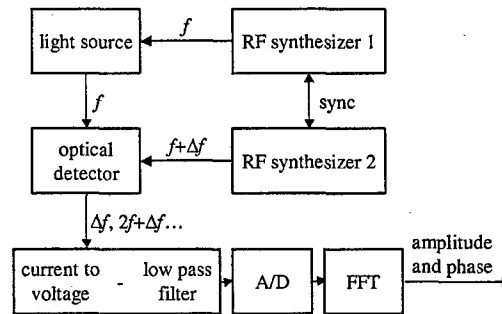 light source
f
RF synthesizer 1
f
sync
optical detector
f+Δf
RF synthesizer 2
Δf, 2f+Δf...
amplitude and phase
current to voltage - low pass filter
A/D
FFT